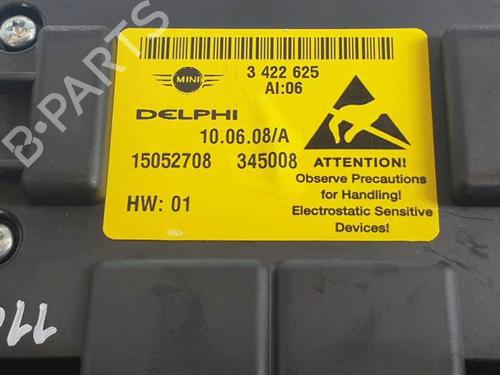 MINI
3 422 625
AI:06
DELPHI
10.06.08/A
15052708 345008
HW: 01
ATTENTION!
Observe Precautions
for Handling!
Electrostatic Sensitive
Devices!
B-Parts